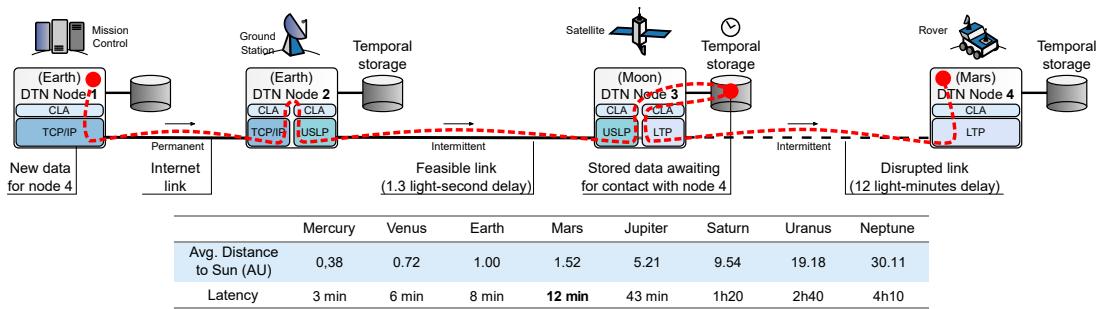 Mission
Control
Ground
Station
Satellite
Rover
Temporal
storage
Temporal
storage
Temporal
storage
(Earth)
DTN Node 1
CLA
TCP/IP
(Earth)
DTN Node 2
CLA CLA
TCP/IP USLP
(Moon)
DTN Node 3
CLA CLA
USLP LTP
(Mars)
DTN Node 4
CLA
LTP
Permanent
Intermittent
Intermittent
New data
for node 4
Internet
link
Feasible link
(1.3 light-second delay)
Stored data awaiting
for contact with node 4
Disrupted link
(12 light-minutes delay)
Mercury Venus Earth Mars Jupiter Saturn Uranus Neptune
Avg. Distance
to Sun (AU)
0,38 0.72 1.00 1.52 5.21 9.54 19.18 30.11
Latency 3 min 6 min 8 min 12 min 43 min 1h20 2h40 4h10